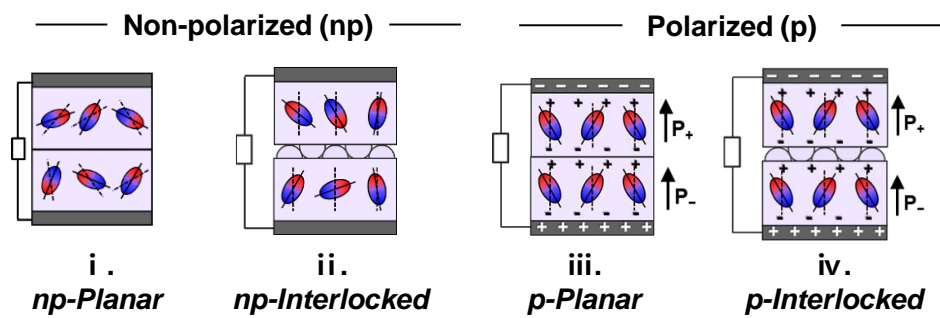 Non-polarized (np)
Polarized (p)
− − − − − −
+ + + +
- - - -
P₊
+ + + +
- - - -
P₋
+ + + + + +
− − − − − −
+ + + +
- - - -
P₊
+ + + +
- - - -
P₋
+ + + + + +
i.
np-Planar
ii.
np-Interlocked
iii.
p-Planar
iv.
p-Interlocked